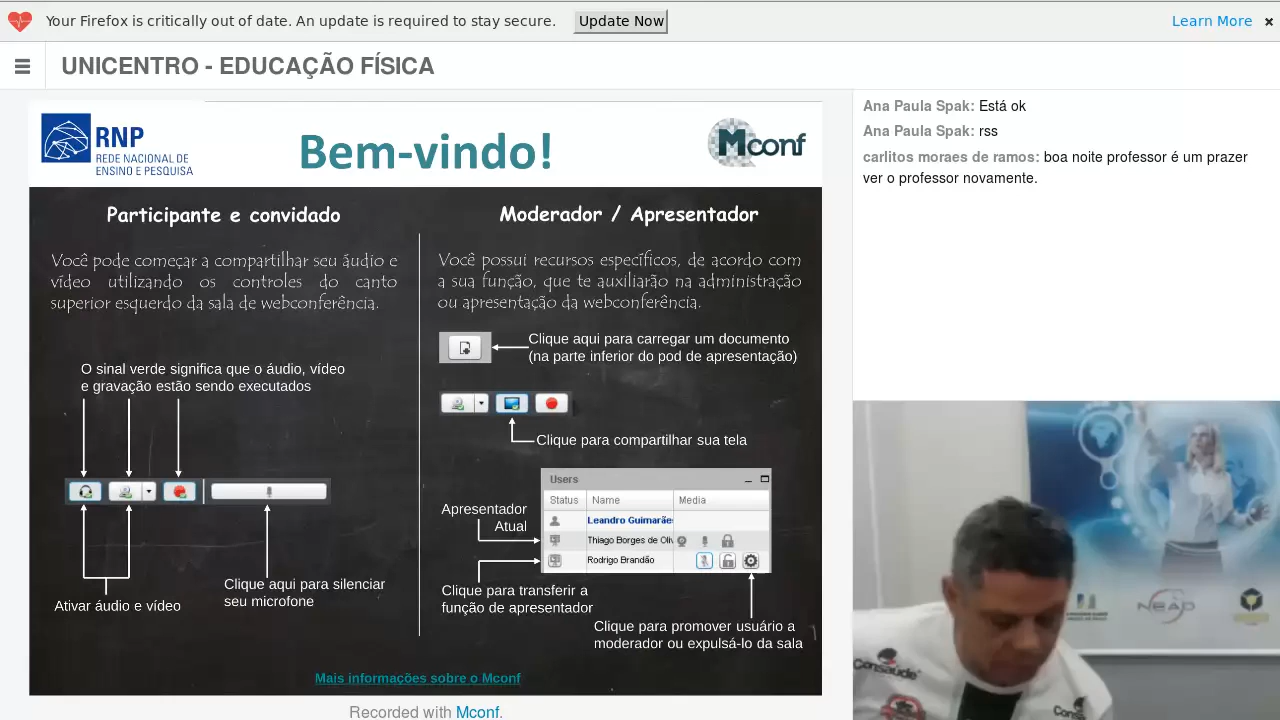 Your Firefox is critically out of date. An update is required to stay secure.
Update Now
Learn More
UNICENTRO - EDUCAÇÃO FÍSICA
RNP
REDE NACIONAL DE
ENSINO E PESQUISA
Bem-vindo!
Mconf
Participante e convidado
Você pode começar a compartilhar seu áudio e
vídeo utilizando os controles do canto
superior esquerdo da sala de webconferência.
O sinal verde significa que o áudio, vídeo
e gravação estão sendo executados
Ativar áudio e vídeo
Clique aqui para silenciar
seu microfone
Moderador / Apresentador
Você possui recursos específicos, de acordo com
a sua função, que te auxiliarão na administração
ou apresentação da webconferência.
Clique aqui para carregar um documento
(na parte inferior do pod de apresentação)
Clique para compartilhar sua tela
Users
Status Name Media
Leandro Guimarães
Thiago Borges de Oliv
Rodrigo Brandão
Apresentador
Atual
Clique para transferir a
função de apresentador
Clique para promover usuário a
moderador ou expulsá-lo da sala
Mais informações sobre o Mconf
Recorded with Mconf.
Ana Paula Spak: Está ok
Ana Paula Spak: rss
carlitos moraes de ramos: boa noite professor é um prazer
ver o professor novamente.
NEAD
Consaúde